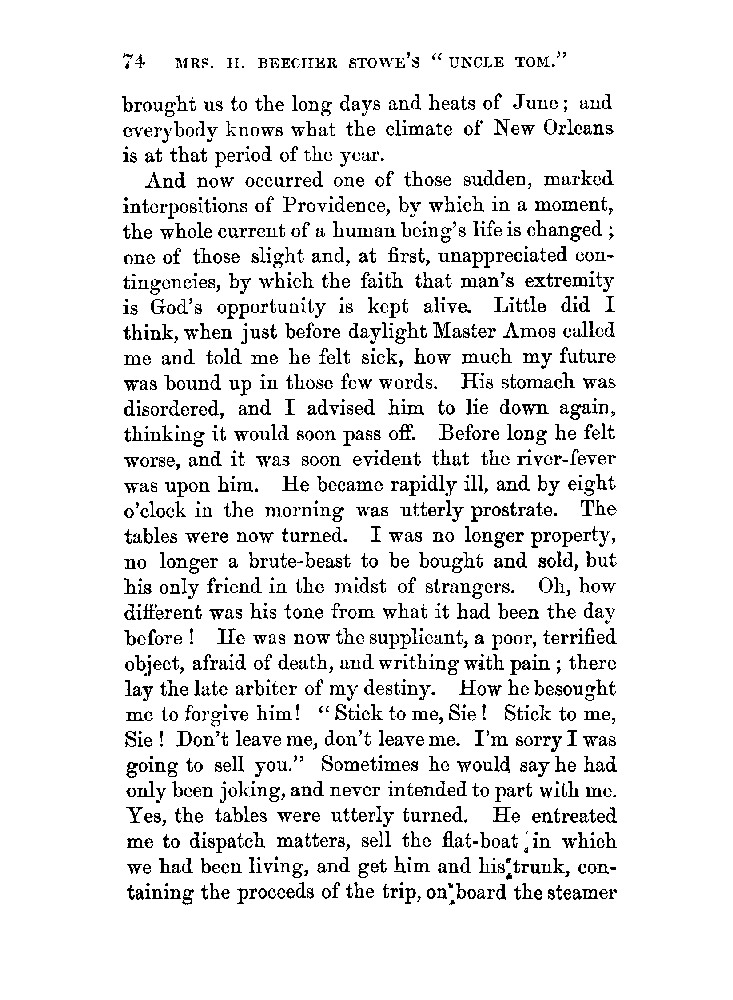 74 MRS. H. BEECHER STOWE'S "UNCLE TOM."
brought us to the long days and heats of June; and
everybody knows what the climate of New Orleans
is at that period of the year.
And now occurred one of those sudden, marked
interpositions of Providence, by which in a moment,
the whole current of a human being's life is changed;
one of those slight and, at first, unappreciated con-
tingencies, by which the faith that man's extremity
is God's opportunity is kept alive. Little did I
think, when just before daylight Master Amos called
me and told me he felt sick, how much my future
was bound up in those few words. His stomach was
disordered, and I advised him to lie down again,
thinking it would soon pass off. Before long he felt
worse, and it was soon evident that the river-fever
was upon him. He became rapidly ill, and by eight
o'clock in the morning was utterly prostrate. The
tables were now turned. I was no longer property,
no longer a brute-beast to be bought and sold, but
his only friend in the midst of strangers. Oh, how
different was his tone from what it had been the day
before! He was now the supplicant, a poor, terrified
object, afraid of death, and writhing with pain; there
lay the late arbiter of my destiny. How he besought
me to forgive him! "Stick to me, Sie! Stick to me,
Sie! Don't leave me, don't leave me. I'm sorry I was
going to sell you." Sometimes he would say he had
only been joking, and never intended to part with me.
Yes, the tables were utterly turned. He entreated
me to dispatch matters, sell the flat-boat in which
we had been living, and get him and his trunk, con-
taining the proceeds of the trip, on board the steamer